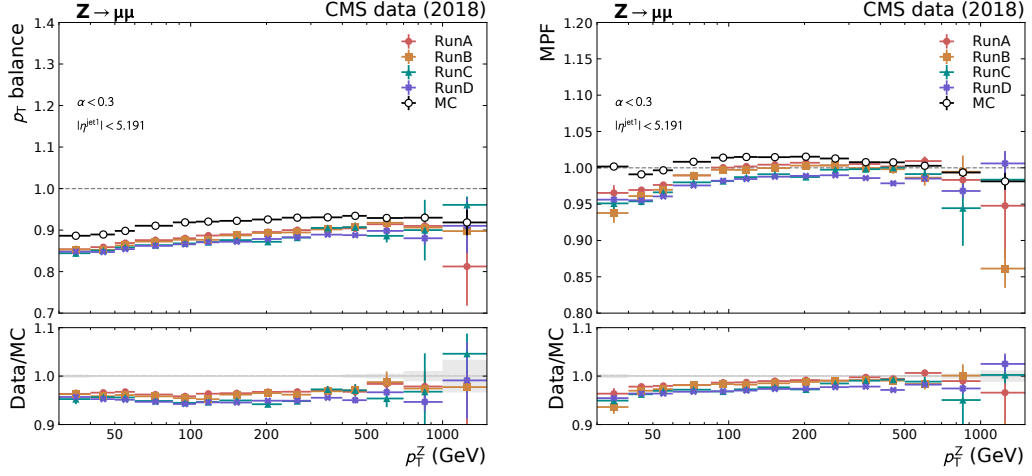 Z → μμ CMS data (2018)
pT balance
1.4
1.3
1.2
1.1
1.0
0.9
0.8
0.7
RunA
RunB
RunC
RunD
MC
α < 0.3
|η^jet1| < 5.191
Data/MC
1.1
1.0
0.9
50 100 200 500 1000
p_T^Z (GeV)
Z → μμ CMS data (2018)
MPF
1.20
1.15
1.10
1.05
1.00
0.95
0.90
0.85
0.80
RunA
RunB
RunC
RunD
MC
α < 0.3
|η^jet1| < 5.191
Data/MC
1.1
1.0
0.9
50 100 200 500 1000
p_T^Z (GeV)